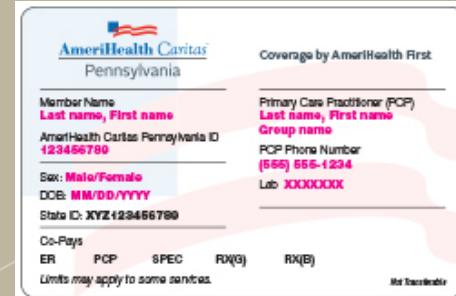 AmeriHealth Caritas
Pennsylvania
Coverage by AmeriHealth First
Member Name
Last name, First name
AmeriHealth Caritas Pennsylvania ID
123456789
Sex: Male/Female
DOB: MM/DD/YYYY
State ID: XYZ123456789
Primary Care Practitioner (PCP)
Last name, First name
Group name
PCP Phone Number
(555) 555-1234
Lab XXXXXXX
Co-Pays
ER PCP SPEC RX(G) RX(B)
Limits may apply to some services.
Not Transferable